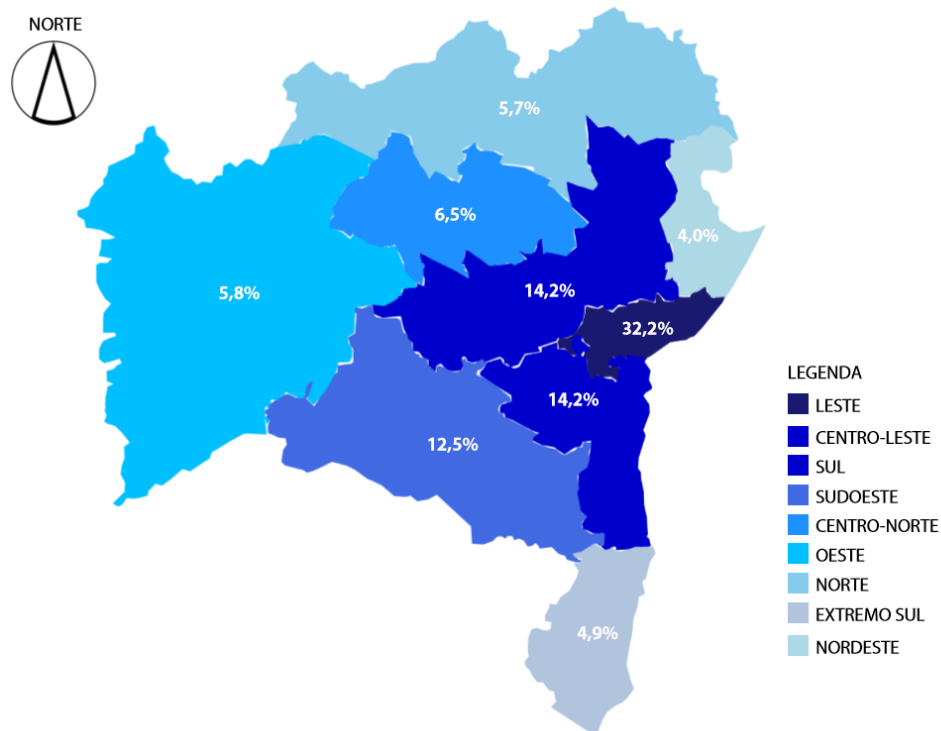 NORTE
5,7%
6,5%
4,0%
5,8%
14,2%
32,2%
14,2%
12,5%
4,9%
LEGENDA
LESTE
CENTRO-LESTE
SUL
SUDOESTE
CENTRO-NORTE
OESTE
NORTE
EXTREMO SUL
NORDESTE